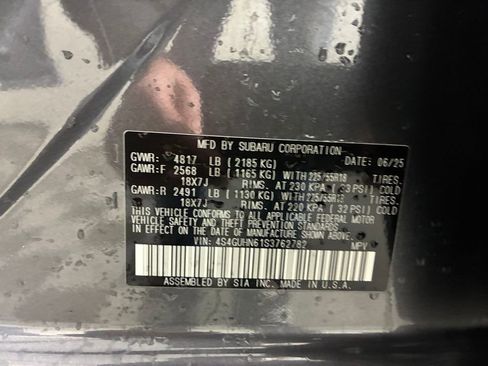 MFD BY SUBARU CORPORATION DATE: 06/25
GVWR: 4817 LB (2185 KG)
GAWR:F 2568 LB (1165 KG) WITH 225/55R18 TIRES.
18X7J RIMS. AT 230 KPA (33 PSI) COLD
GAWR:R 2491 LB (1130 KG) WITH 225/55R18 TIRES.
18X7J RIMS. AT 220 KPA (32 PSI) COLD
THIS VEHICLE CONFORMS TO ALL APPLICABLE FEDERAL MOTOR
VEHICLE SAFETY AND THEFT PREVENTION STANDARDS
IN EFFECT ON THE DATE OF MANUFACTURE SHOWN ABOVE.
VIN: 4S4GUHN61S3762782 MPV
ASSEMBLED BY SIA INC. MADE IN U.S.A.